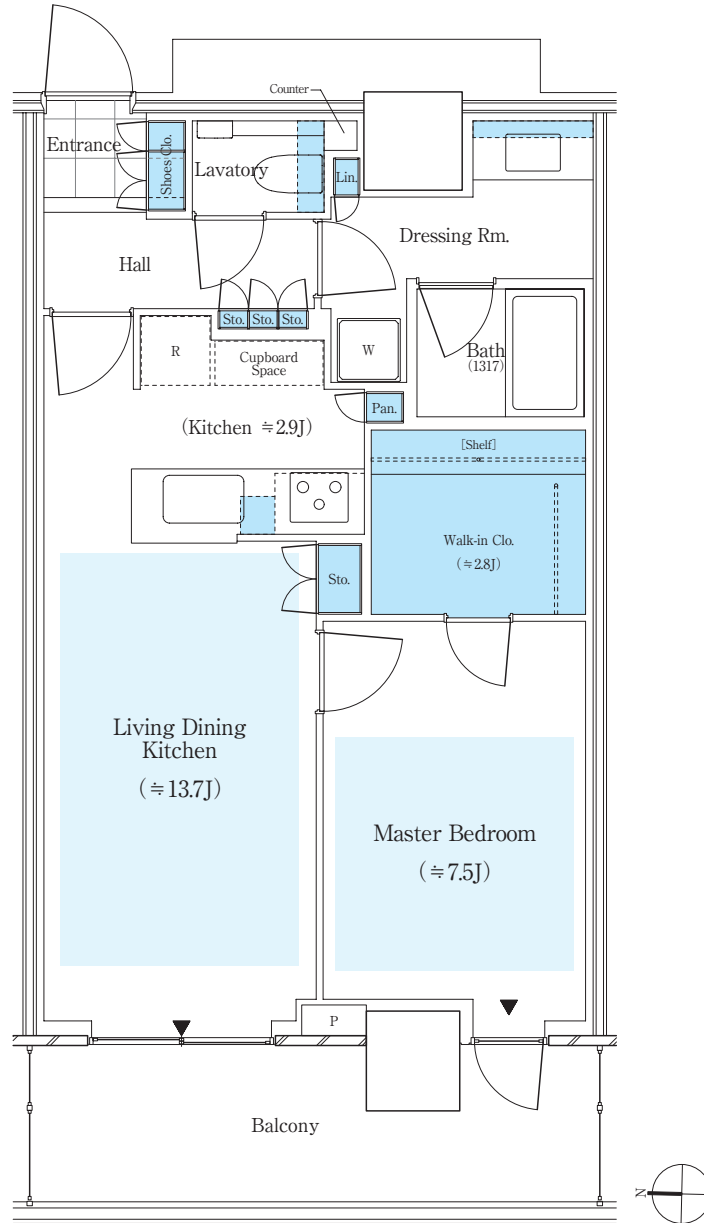 Counter
Entrance
Shoes Clo.
Lavatory
Lin.
Dressing Rm.
Hall
Sto.
Sto.
Sto.
R
Cupboard
Space
W
Bath
(1317)
Pan.
(Kitchen ≒2.9J)
[Shelf]
Walk-in Clo.
(≒2.8J)
Sto.
Living Dining
Kitchen
(≒13.7J)
Master Bedroom
(≒7.5J)
P
Balcony
N